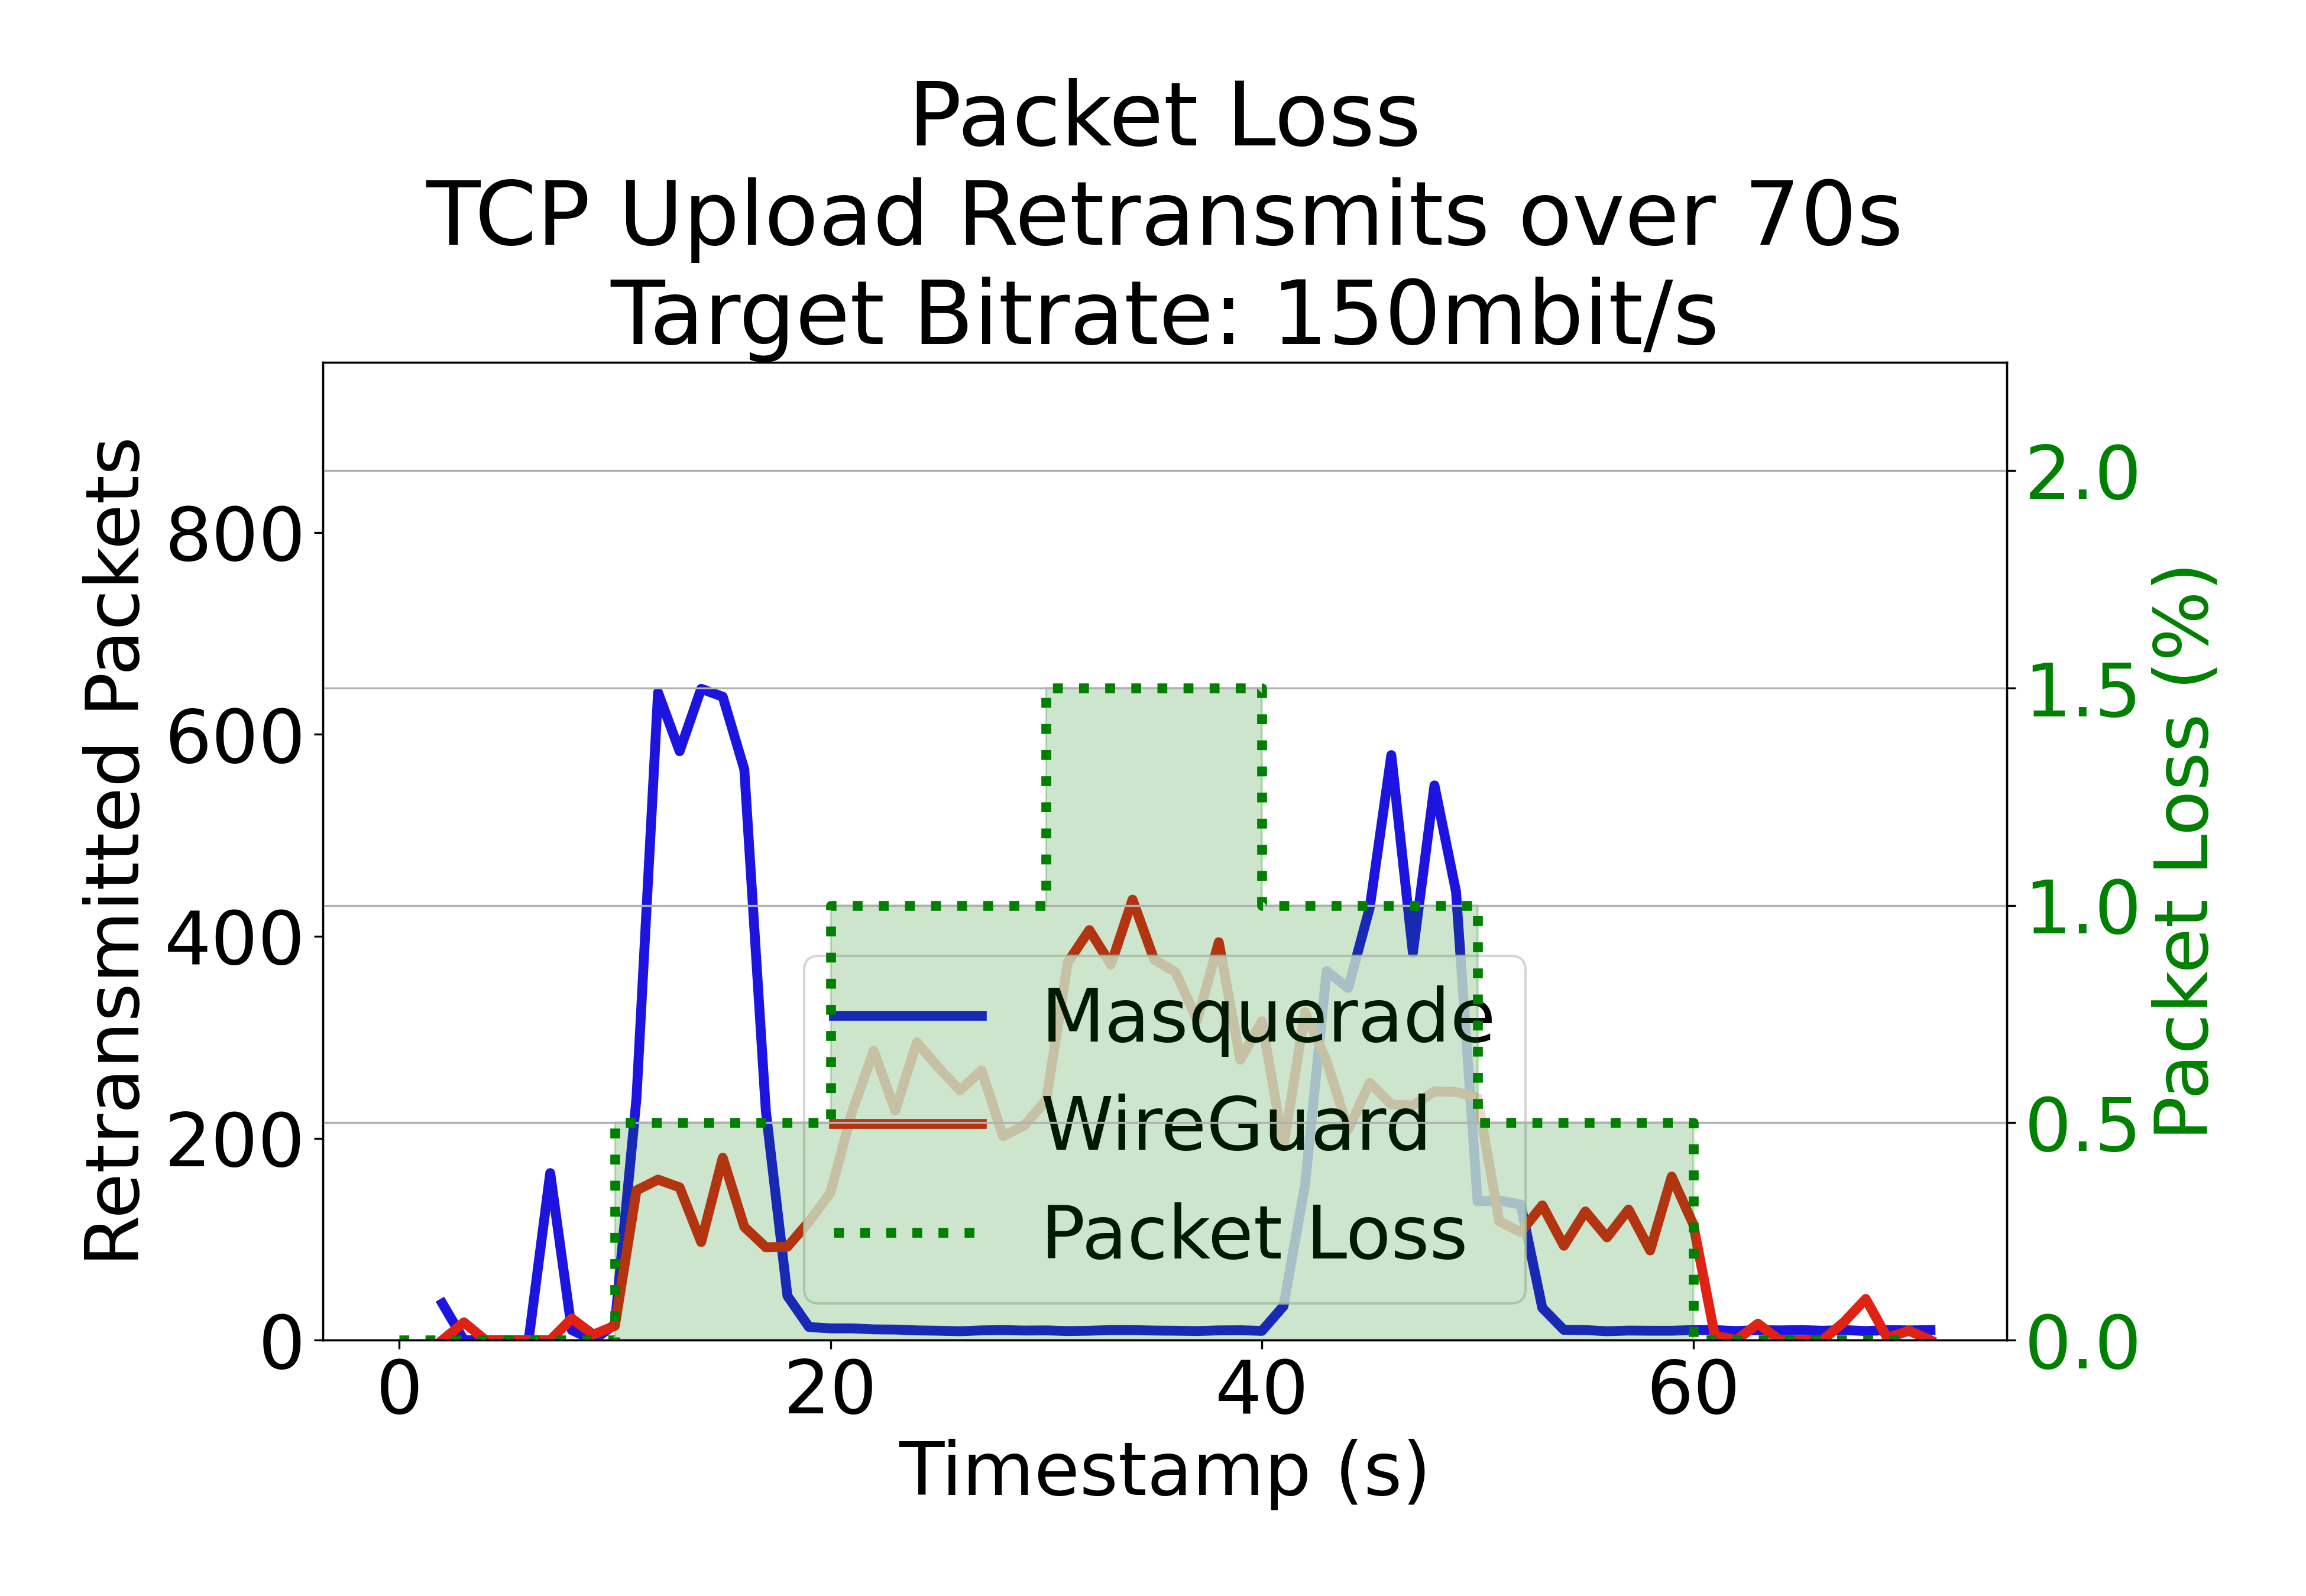 Packet Loss
TCP Upload Retransmits over 70s
Target Bitrate: 150mbit/s
Retransmitted Packets
800
600
400
200
0
2.0
1.5
1.0
0.5
0.0
Packet Loss (%)
Masquerade
WireGuard
Packet Loss
0
20
40
60
Timestamp (s)